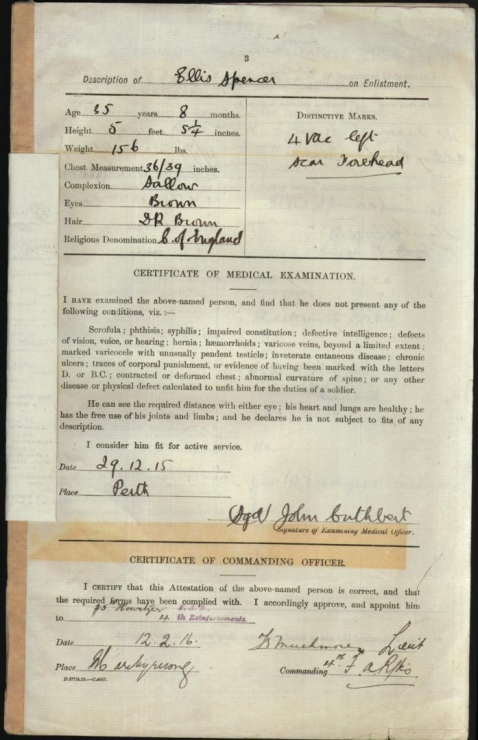 3
Description of Ellis Spencer on Enlistment.
Age 35 years 8 months.
Height 5 feet 5¼ inches.
Weight 156 lbs.
Chest Measurement 36/39 inches.
Complexion Sallow
Eyes Brown
Hair DK Brown
Religious Denomination C. of England
DISTINCTIVE MARKS.
4 Vac left
scar Forehead
CERTIFICATE OF MEDICAL EXAMINATION.
I HAVE examined the above-named person, and find that he does not present any of the
following conditions, viz. :—
Scrofula ; phthisis ; syphilis ; impaired constitution ; defective intelligence ; defects
of vision, voice, or hearing ; hernia ; hæmorrhoids ; varicose veins, beyond a limited extent ;
marked varicocele with unusually pendent testicle ; inveterate cutaneous disease ; chronic
ulcers ; traces of corporal punishment, or evidence of having been marked with the letters
D. or B.C. ; contracted or deformed chest ; abnormal curvature of spine ; or any other
disease or physical defect calculated to unfit him for the duties of a soldier.
He can see the required distance with either eye ; his heart and lungs are healthy ; he
has the free use of his joints and limbs ; and he declares he is not subject to fits of any
description.
I consider him fit for active service.
Date 29.12.15
Place Perth
Sgd John Cuthbert
Signature of Examining Medical Officer.
CERTIFICATE OF COMMANDING OFFICER.
I CERTIFY that this Attestation of the above-named person is correct, and that
the required forms have been complied with. I accordingly approve, and appoint him
Howitzer
to 4 th Reinforcements.
Date 12.2.16.
Lieut
Place Maribyrnong
Commanding 4th F.A.R/fts